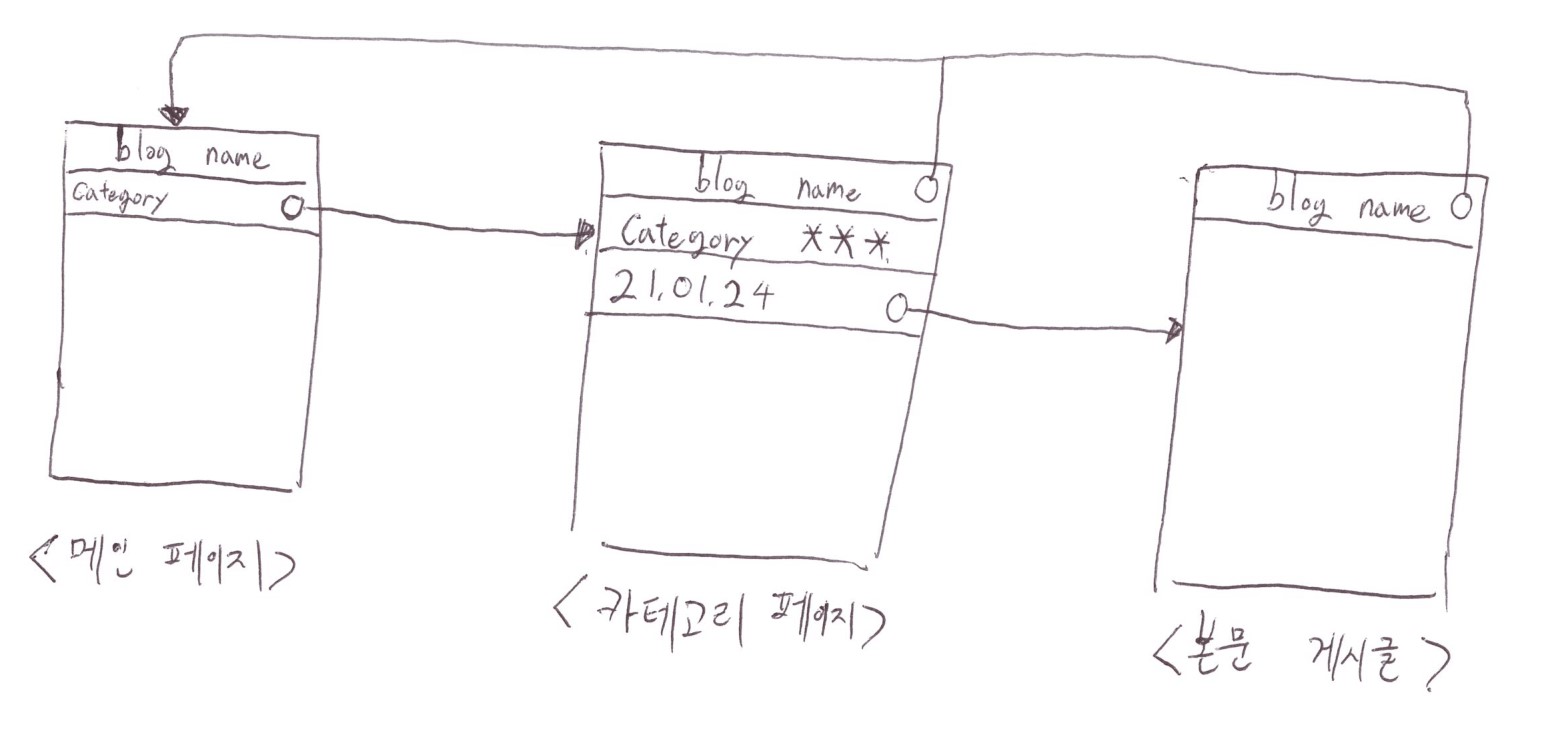 blog name
Category
<메인 페이지>
blog name
Category ***
21.01.24
<카테고리 페이지>
blog name
<본문 게시글>